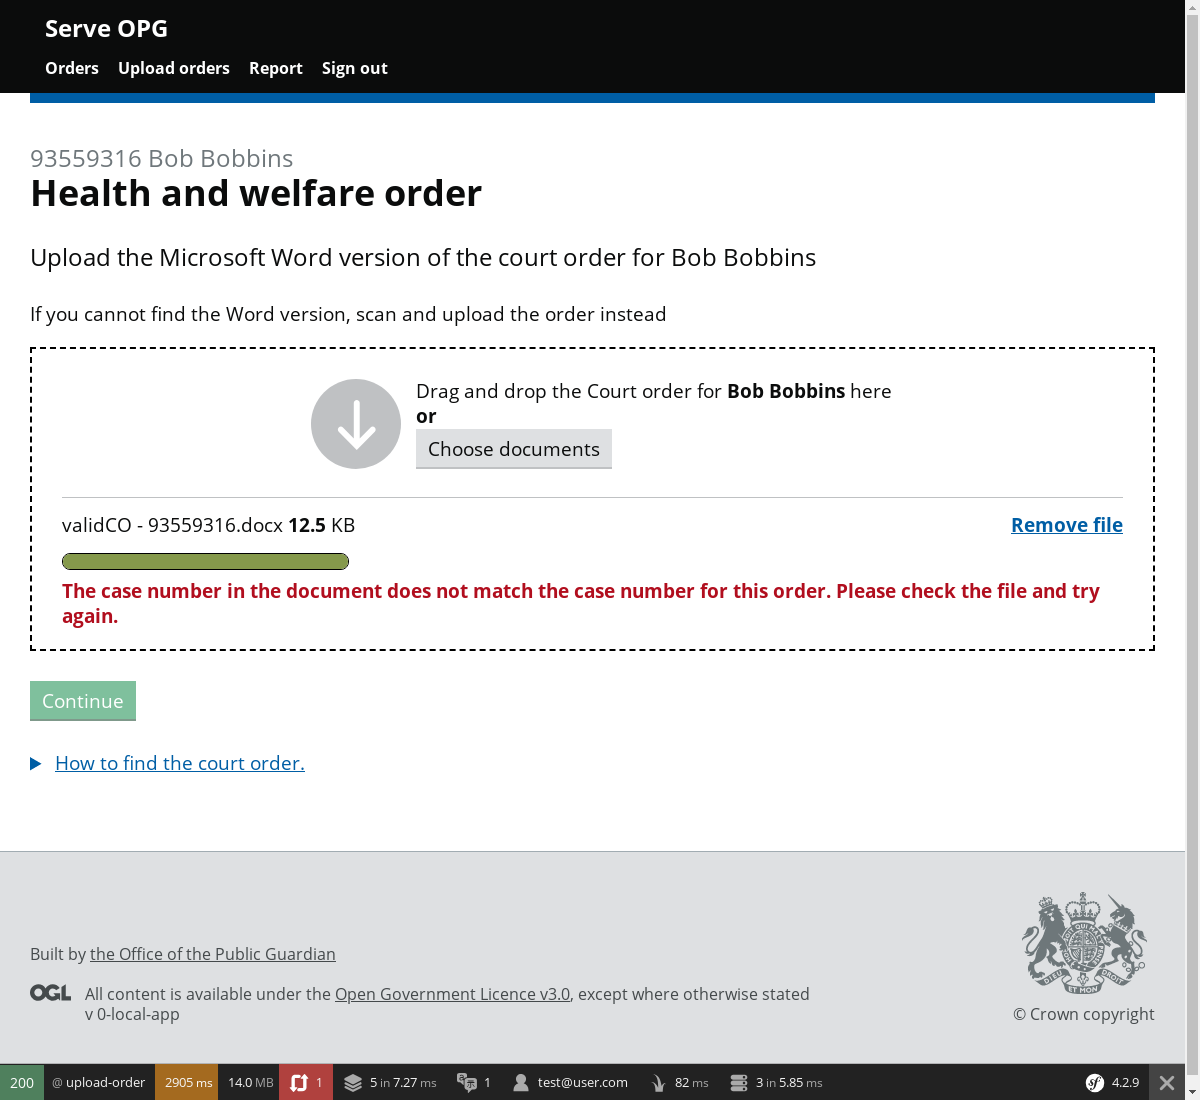 Serve OPG
Orders Upload orders Report Sign out
93559316 Bob Bobbins
Health and welfare order
Upload the Microsoft Word version of the court order for Bob Bobbins
If you cannot find the Word version, scan and upload the order instead
Drag and drop the Court order for Bob Bobbins here
or
Choose documents
validCO - 93559316.docx 12.5 KB
Remove file
The case number in the document does not match the case number for this order. Please check the file and try
again.
Continue
How to find the court order.
Built by the Office of the Public Guardian
OGL
All content is available under the Open Government Licence v3.0, except where otherwise stated
v 0-local-app
© Crown copyright
200 @ upload-order 2905 ms 14.0 MB 1 5 in 7.27 ms 1 test@user.com 82 ms 3 in 5.85 ms sf 4.2.9